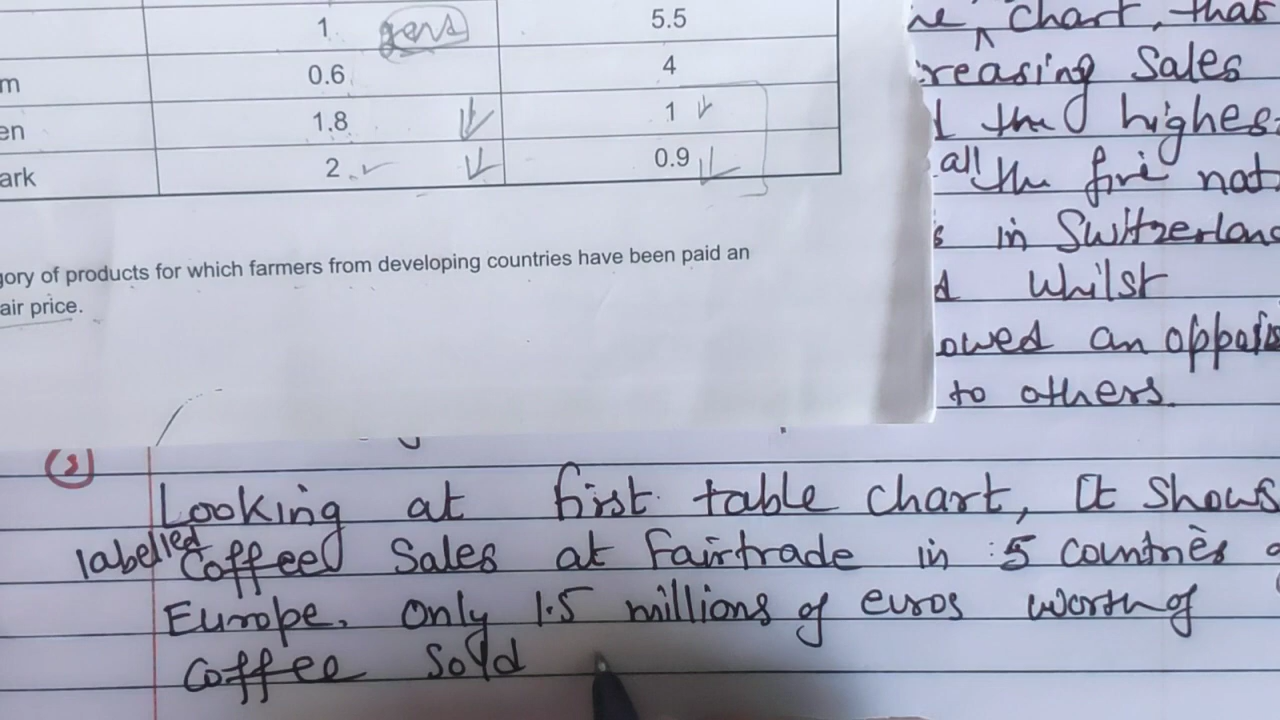 1 5.5
m 0.6 4
en 1.8 1
ark 2 0.9
gory of products for which farmers from developing countries have been paid an
air price.
chart, that
reasing Sales
the highes
all the five nat
in Switzerland
Whilst
owed an opposi
to others.
(2)
Looking at first table chart, It shows
labelled Coffee Sales at Fairtrade in 5 countries
Europe. Only 1.5 millions of euros worth of
Coffee Sold